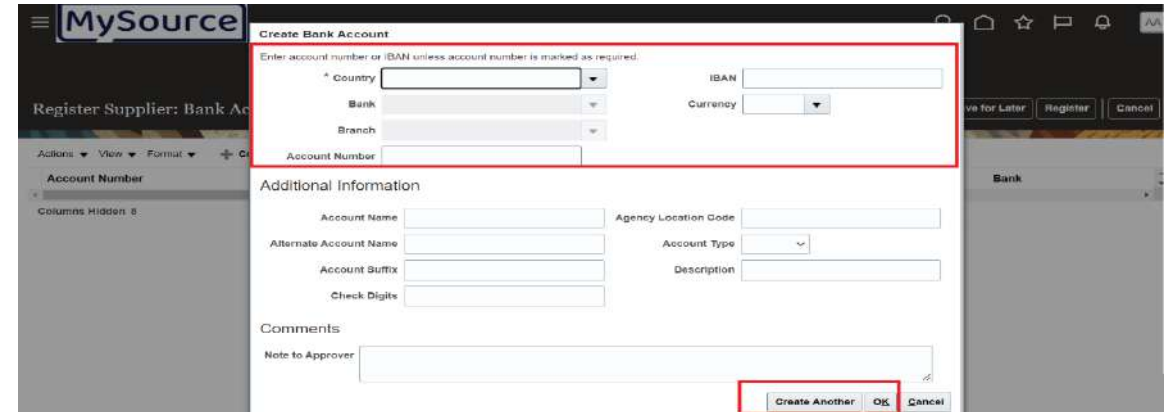 MySource
AA
Create Bank Account
Enter account number or IBAN unless account number is marked as required.
* Country
IBAN
Bank
Currency
Branch
Account Number
Register Supplier: Bank Ac
ve for Later
Register
Cancel
Actions View Format
Account Number
Bank
Columns Hidden 8
Additional Information
Account Name
Agency Location Code
Alternate Account Name
Account Type
Account Suffix
Description
Check Digits
Comments
Note to Approver
Create Another
OK
Cancel